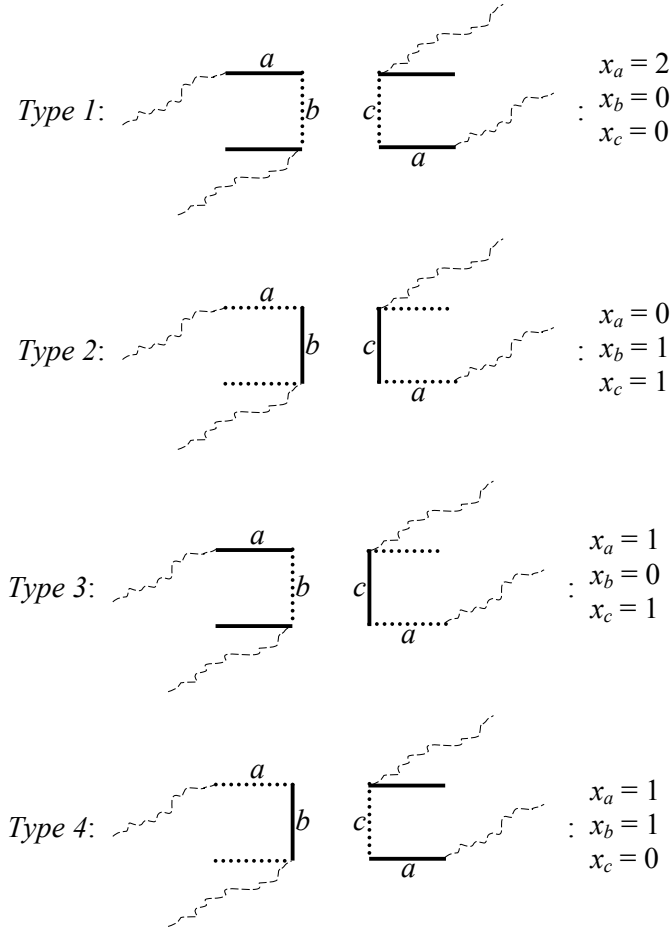 a
Type 1: b c : x_a = 2
x_b = 0
x_c = 0
a
a
Type 2: b c : x_a = 0
x_b = 1
x_c = 1
a
a
Type 3: b c : x_a = 1
x_b = 0
x_c = 1
a
a
Type 4: b c : x_a = 1
x_b = 1
x_c = 0
a